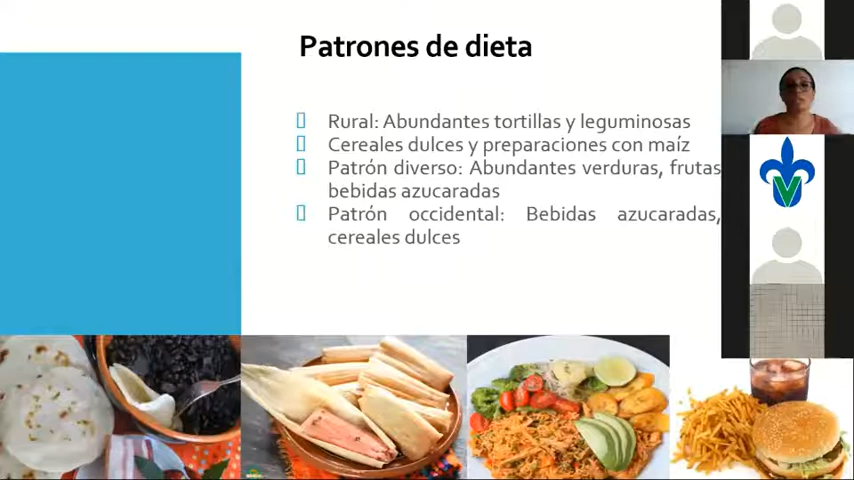 Patrones de dieta
Rural: Abundantes tortillas y leguminosas
Cereales dulces y preparaciones con maíz
Patrón diverso: Abundantes verduras, frutas
bebidas azucaradas
Patrón occidental: Bebidas azucaradas,
cereales dulces